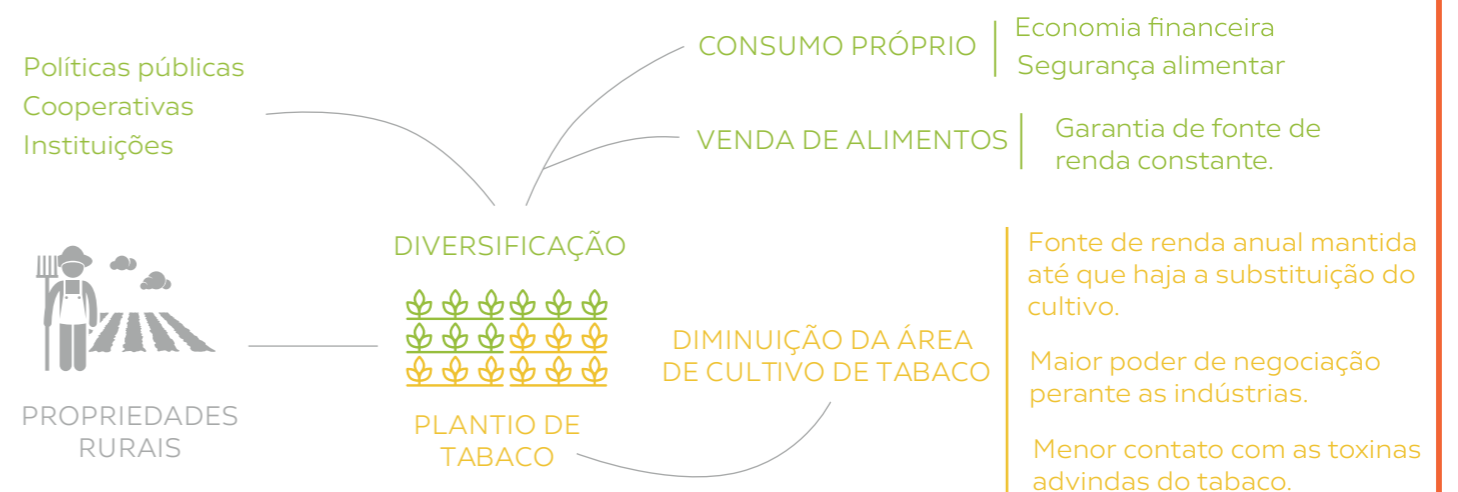 Políticas públicas
Cooperativas
Instituições
CONSUMO PRÓPRIO
Economia financeira
Segurança alimentar
VENDA DE ALIMENTOS
Garantia de fonte de
renda constante.
DIVERSIFICAÇÃO
PROPRIEDADES
RURAIS
PLANTIO DE
TABACO
DIMINUIÇÃO DA ÁREA
DE CULTIVO DE TABACO
Fonte de renda anual mantida
até que haja a substituição do
cultivo.
Maior poder de negociação
perante as indústrias.
Menor contato com as toxinas
advindas do tabaco.